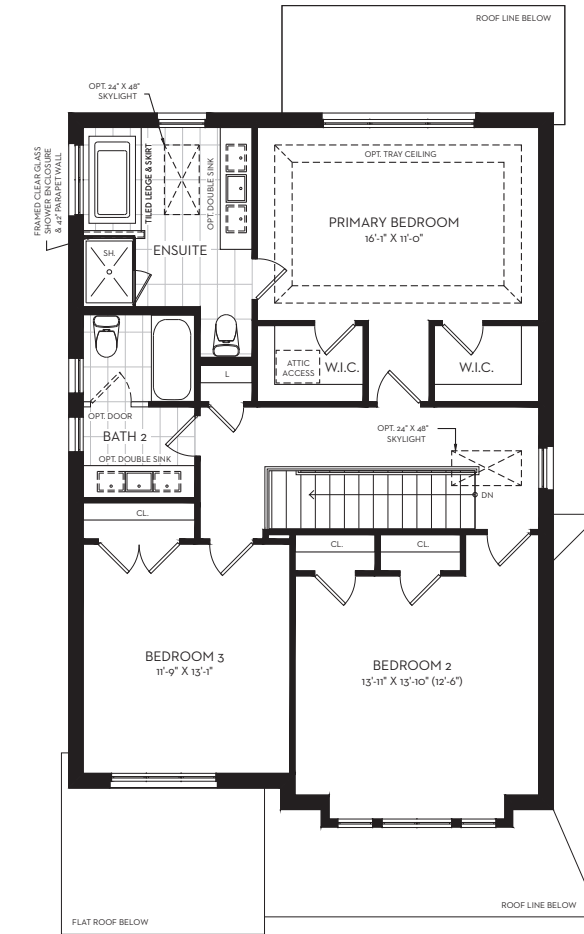 ROOF LINE BELOW
OPT. 24" X 48"
SKYLIGHT
FRAMED CLEAR GLASS
SHOWER ENCLOSURE
& 42" PARAPET WALL
TILED LEDGE & SKIRT
OPT. DOUBLE SINK
OPT. TRAY CEILING
PRIMARY BEDROOM
16'-1" X 11'-0"
ENSUITE
SH.
ATTIC
ACCESS
W.I.C.
W.I.C.
L
OPT. DOOR
BATH 2
OPT. DOUBLE SINK
OPT. 24" X 48"
SKYLIGHT
DN
CL.
CL.
CL.
BEDROOM 3
11'-9" X 13'-1"
BEDROOM 2
13'-11" X 13'-10" (12'-6")
ROOF LINE BELOW
FLAT ROOF BELOW